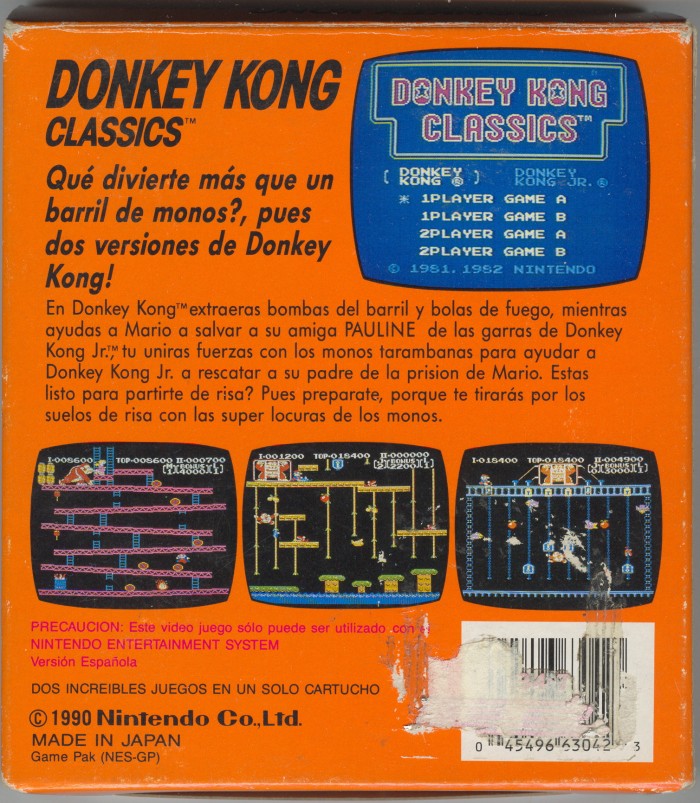 DONKEY KONG
CLASSICS™
Qué divierte más que un
barril de monos?, pues
dos versiones de Donkey
Kong!
DONKEY KONG
CLASSICS™
( DONKEY KONG © )
DONKEY KONG JR. ©
* 1PLAYER GAME A
1PLAYER GAME B
2PLAYER GAME A
2PLAYER GAME B
© 1981,1982 NINTENDO
En Donkey Kong™ extraeras bombas del barril y bolas de fuego, mientras
ayudas a Mario a salvar a su amiga PAULINE de las garras de Donkey
Kong Jr.™ tu uniras fuerzas con los monos tarambanas para ayudar a
Donkey Kong Jr. a rescatar a su padre de la prision de Mario. Estas
listo para partirte de risa? Pues preparate, porque te tirarás por los
suelos de risa con las super locuras de los monos.
I-008600 TOP-008600 II-000700
BONUS
I-001200 TOP-018400 II-000000
BONUS
I-018400 TOP-018400 II-004900
BONUS
PRECAUCION: Este video juego sólo puede ser utilizado con
NINTENDO ENTERTAINMENT SYSTEM
Versión Española
DOS INCREIBLES JUEGOS EN UN SOLO CARTUCHO
© 1990 Nintendo Co.,Ltd.
MADE IN JAPAN
Game Pak (NES-GP)
0 45496 63042 3